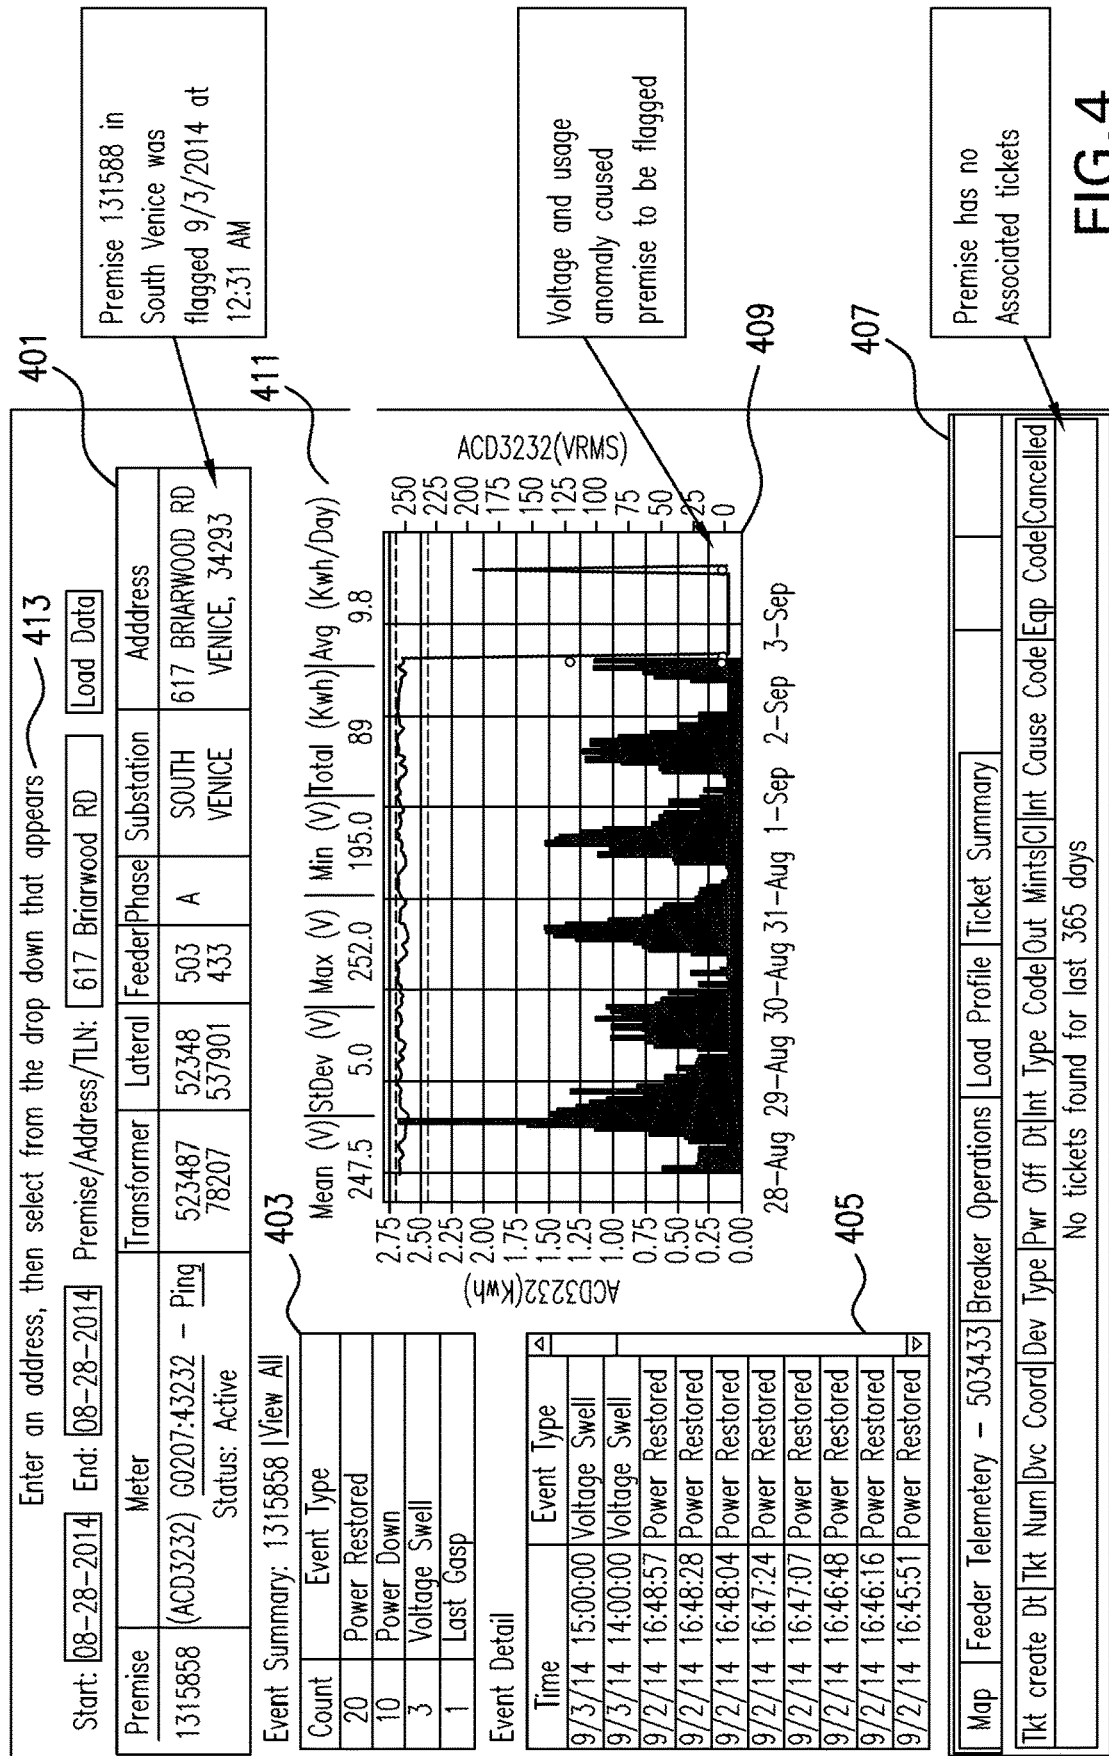 Enter an address, then select from the drop down that appears 413
Start: 08-28-2014 End: 08-28-2014 Premise/Address/TLN: 617 Briarwood RD Load Data
401
Premise Meter Transformer Lateral Feeder Phase Substation Adddress
1315858 (ACD3232) G0207:43232 - Ping 523487 52348 503 A SOUTH 617 BRIARWOOD RD
Status: Active 78207 537901 433 VENICE VENICE, 34293
Premise 131588 in
South Venice was
flagged 9/3/2014 at
12:31 AM
Event Summary: 1315858 |View All
403
Count Event Type
20 Power Restored
10 Power Down
3 Voltage Swell
1 Last Gasp
Event Detail
Time Event Type
9/3/14 15:00:00 Voltage Swell
9/3/14 14:00:00 Voltage Swell
9/2/14 16:48:57 Power Restored
9/2/14 16:48:28 Power Restored
9/2/14 16:48:04 Power Restored
9/2/14 16:47:24 Power Restored
9/2/14 16:47:07 Power Restored
9/2/14 16:46:48 Power Restored
9/2/14 16:46:16 Power Restored
9/2/14 16:45:51 Power Restored
405
411
Mean (V) StDev (V) Max (V) Min (V) Total (Kwh) Avg (Kwh/Day)
247.5 5.0 252.0 195.0 89 9.8
ACD3232(Kwh)
2.75
2.50
2.25
2.00
1.75
1.50
1.25
1.00
0.75
0.50
0.25
0.00
28-Aug 29-Aug 30-Aug 31-Aug 1-Sep 2-Sep 3-Sep
250
225
200
175
150
125
100
75
50
25
0
ACD3232(VRMS)
Voltage and usage
anomaly caused
premise to be flagged
409
407
Map Feeder Telemetery - 503433 Breaker Operations Load Profile Ticket Summary
Tkt create Dt Tkt Num Dvc Coord Dev Type Pwr Off Dt Int Type Code Out Mints CI Int Cause Code Eqp Code Cancelled
No tickets found for last 365 days
Premise has no
Associated tickets
FIG. 4